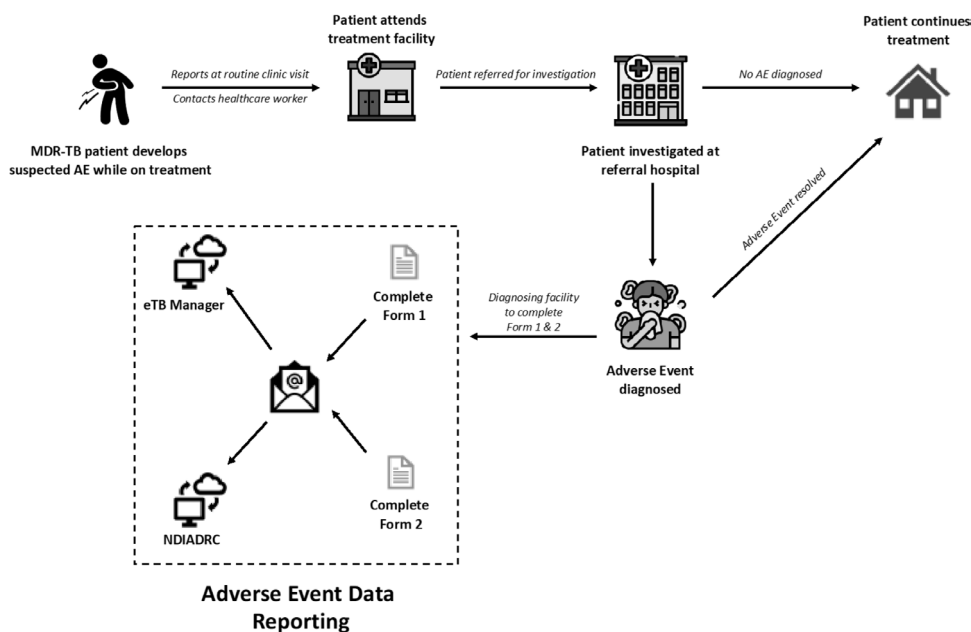 Patient attends
treatment facility
Patient continues
treatment
Reports at routine clinic visit
Contacts healthcare worker
Patient referred for investigation
No AE diagnosed
MDR-TB patient develops
suspected AE while on treatment
Patient investigated at
referral hospital
Adverse Event resolved
eTB Manager
Complete
Form 1
Diagnosing facility
to complete
Form 1 & 2
Adverse Event
diagnosed
@
NDIADRC
Complete
Form 2
Adverse Event Data
Reporting